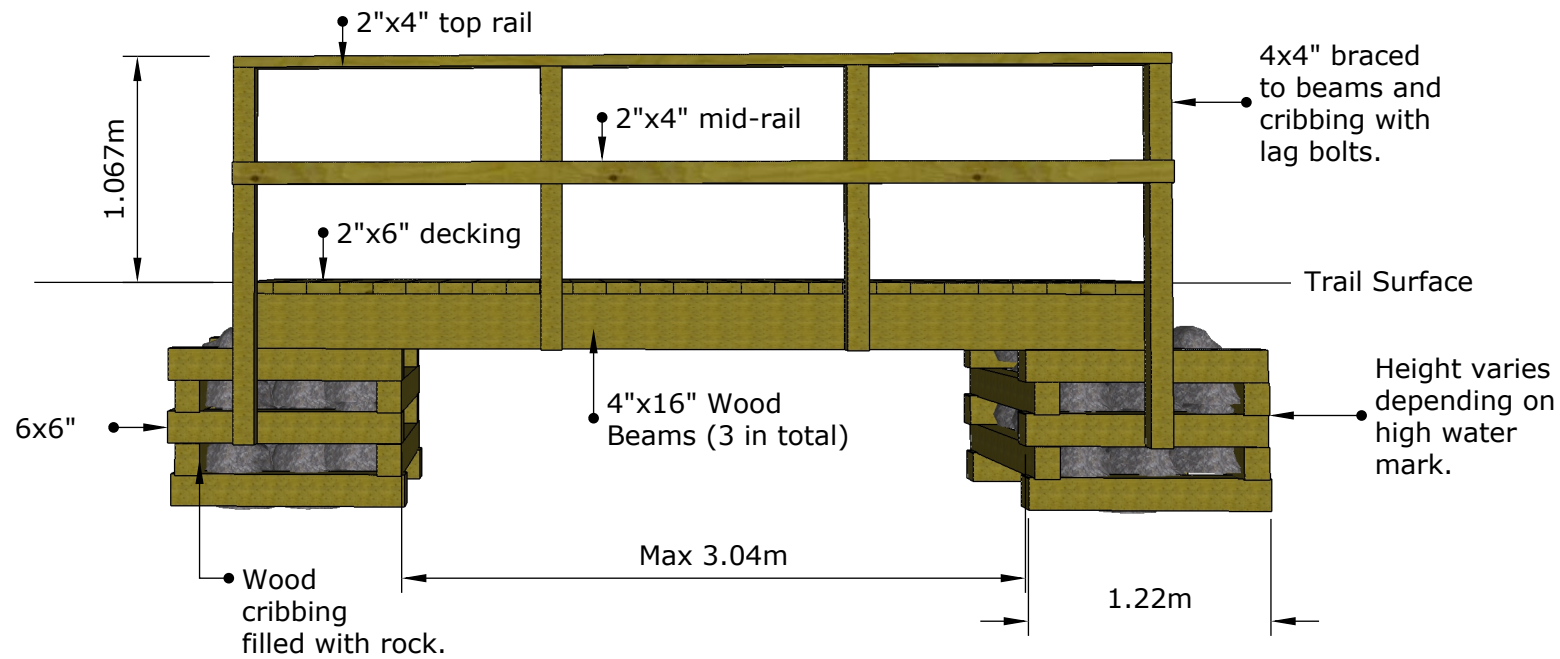 2"x4" top rail
4x4" braced
to beams and
cribbing with
lag bolts.
1.067m
2"x4" mid-rail
2"x6" decking
Trail Surface
6x6"
4"x16" Wood
Beams (3 in total)
Height varies
depending on
high water
mark.
Max 3.04m
Wood
cribbing
filled with rock.
1.22m